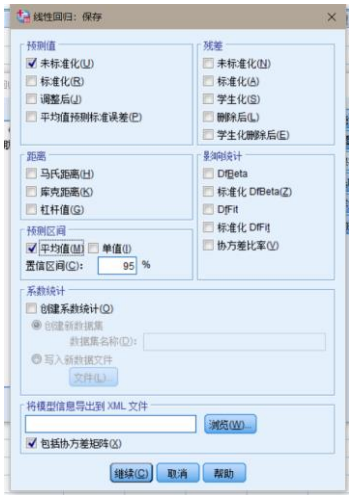 线性回归：保存
预测值
未标准化(U)
标准化(R)
调整后(J)
平均值预测标准误差(P)
残差
未标准化(N)
标准化(A)
学生化(S)
删除后(L)
学生化删除后(E)
距离
马氏距离(H)
库克距离(K)
杠杆值(G)
影响统计
DfBeta
标准化 DfBeta(Z)
DfFit
标准化 DfFit
协方差比率(V)
预测区间
平均值(M) 单值(I)
置信区间(C): 95 %
系数统计
创建系数统计(O)
创建新数据集
数据集名称(D):
写入新数据文件
文件(L)...
将模型信息导出到 XML 文件
浏览(W)...
包括协方差矩阵(X)
继续(C) 取消 帮助